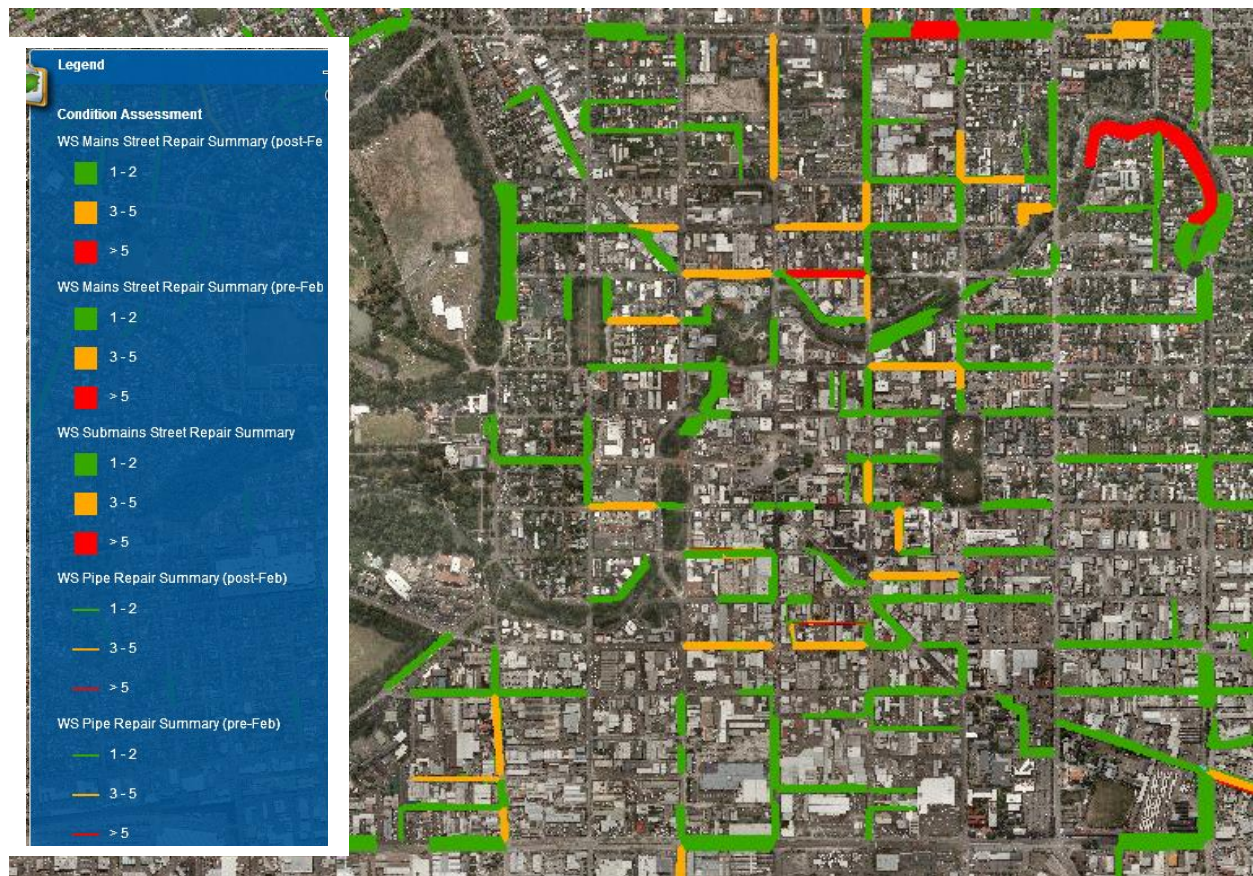 Legend
Condition Assessment
WS Mains Street Repair Summary (post-Fe
1 - 2
3 - 5
> 5
WS Mains Street Repair Summary (pre-Feb
1 - 2
3 - 5
> 5
WS Submains Street Repair Summary
1 - 2
3 - 5
> 5
WS Pipe Repair Summary (post-Feb)
1 - 2
3 - 5
> 5
WS Pipe Repair Summary (pre-Feb)
1 - 2
3 - 5
> 5